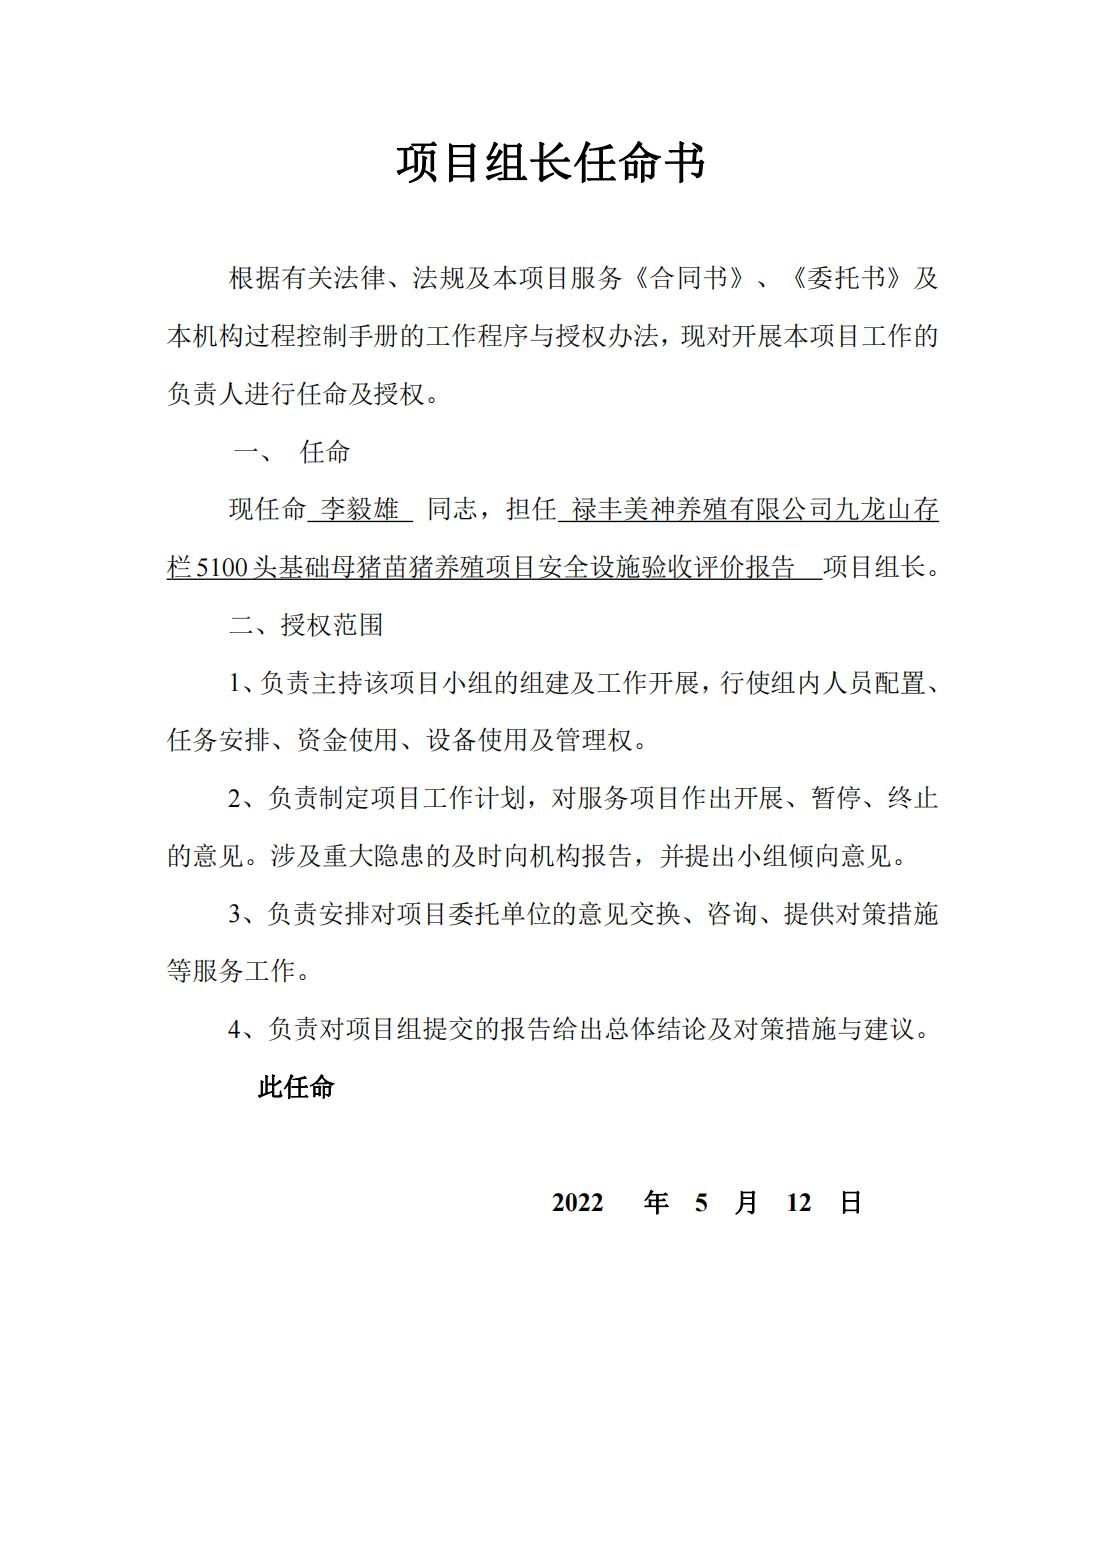 项目组长任命书
根据有关法律、法规及本项目服务《合同书》、《委托书》及
本机构过程控制手册的工作程序与授权办法，现对开展本项目工作的
负责人进行任命及授权。
一、 任命
现任命 李毅雄 同志，担任 禄丰美神养殖有限公司九龙山存
栏5100头基础母猪苗猪养殖项目安全设施验收评价报告 项目组长。
二、授权范围
1、负责主持该项目小组的组建及工作开展，行使组内人员配置、
任务安排、资金使用、设备使用及管理权。
2、负责制定项目工作计划，对服务项目作出开展、暂停、终止
的意见。涉及重大隐患的及时向机构报告，并提出小组倾向意见。
3、负责安排对项目委托单位的意见交换、咨询、提供对策措施
等服务工作。
4、负责对项目组提交的报告给出总体结论及对策措施与建议。
此任命
2022 年 5 月 12 日